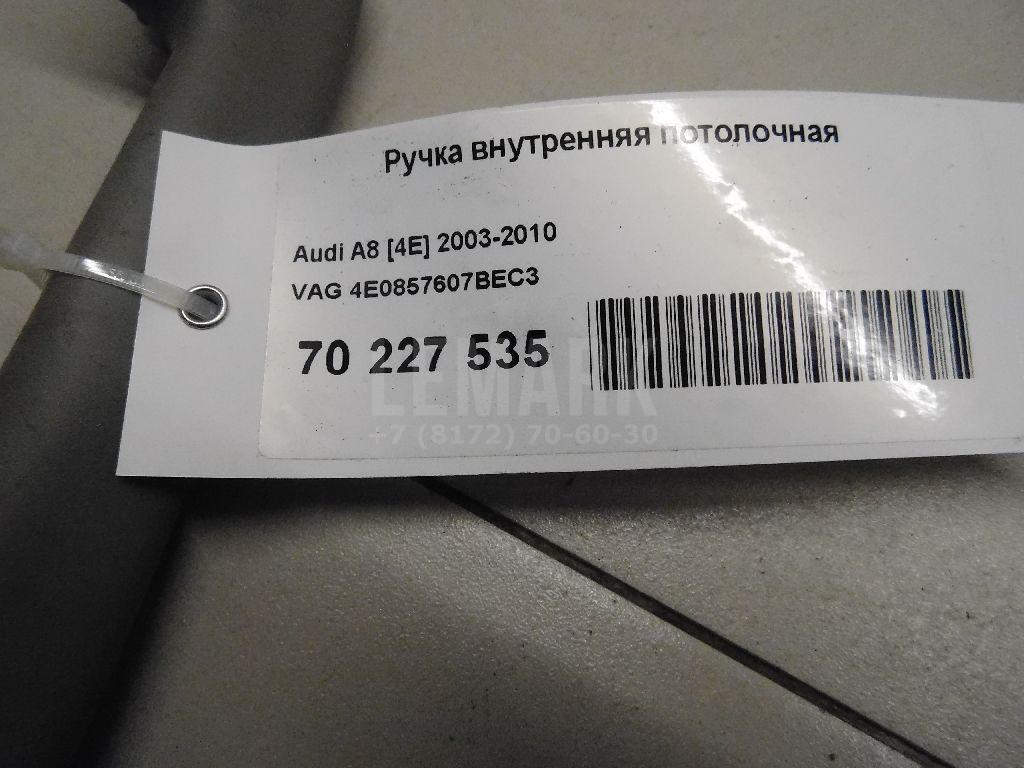 Ручка внутренняя потолочная
Audi A8 [4E] 2003-2010
VAG 4E0857607BEC3
70 227 535
LEMARK
+7 (8172) 70-60-30